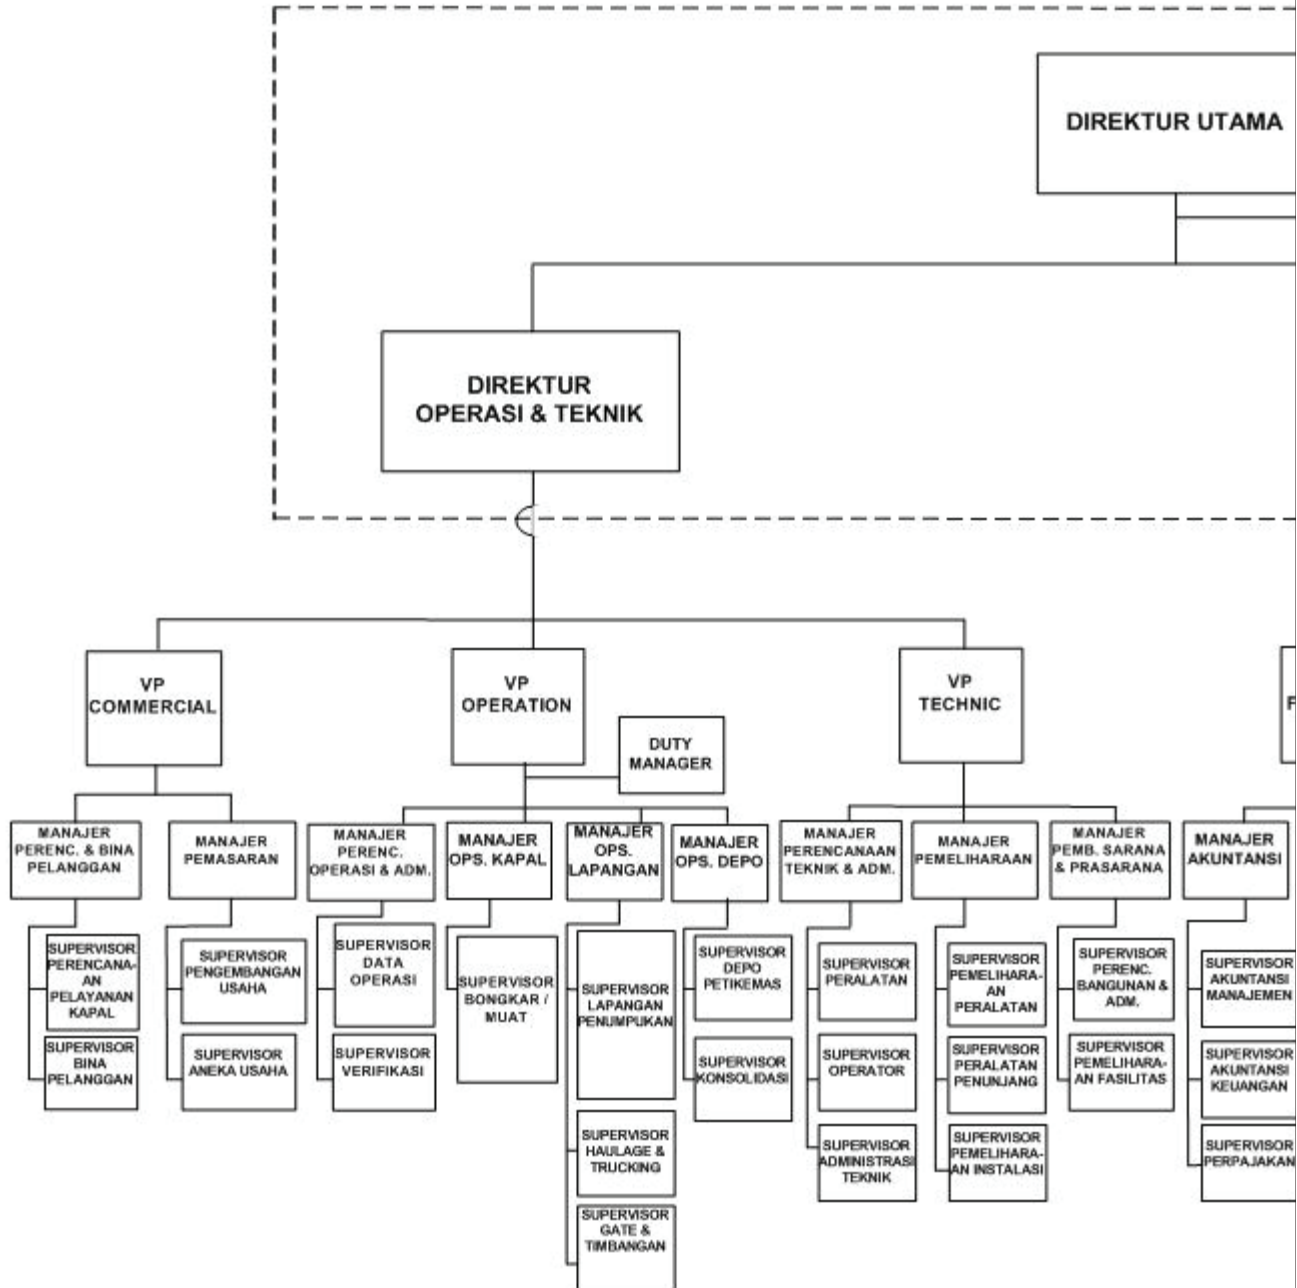 DIREKTUR UTAMA
DIREKTUR
OPERASI & TEKNIK
VP
COMMERCIAL
VP
OPERATION
VP
TECHNIC
F
DUTY
MANAGER
MANAJER
PERENC. & BINA
PELANGGAN
MANAJER
PEMASARAN
MANAJER
PERENC.
OPERASI & ADM.
MANAJER
OPS. KAPAL
MANAJER
OPS.
LAPANGAN
MANAJER
OPS. DEPO
MANAJER
PERENCANAAN
TEKNIK & ADM.
MANAJER
PEMELIHARAAN
MANAJER
PEMB. SARANA
& PRASARANA
MANAJER
AKUNTANSI
SUPERVISOR
PERENCANA-
AN
PELAYANAN
KAPAL
SUPERVISOR
BINA
PELANGGAN
SUPERVISOR
PENGEMBANGAN
USAHA
SUPERVISOR
ANEKA USAHA
SUPERVISOR
DATA
OPERASI
SUPERVISOR
VERIFIKASI
SUPERVISOR
BONGKAR /
MUAT
SUPERVISOR
LAPANGAN
PENUMPUKAN
SUPERVISOR
HAULAGE &
TRUCKING
SUPERVISOR
GATE &
TIMBANGAN
SUPERVISOR
DEPO
PETIKEMAS
SUPERVISOR
KONSOLIDASI
SUPERVISOR
PERALATAN
SUPERVISOR
OPERATOR
SUPERVISOR
ADMINISTRASI
TEKNIK
SUPERVISOR
PEMELIHARA-
AN
PERALATAN
SUPERVISOR
PERALATAN
PENUNJANG
SUPERVISOR
PEMELIHARA-
AN INSTALASI
SUPERVISOR
PERENC.
BANGUNAN &
ADM.
SUPERVISOR
PEMELIHARA-
AN FASILITAS
SUPERVISOR
AKUNTANSI
MANAJEMEN
SUPERVISOR
AKUNTANSI
KEUANGAN
SUPERVISOR
PERPAJAKAN